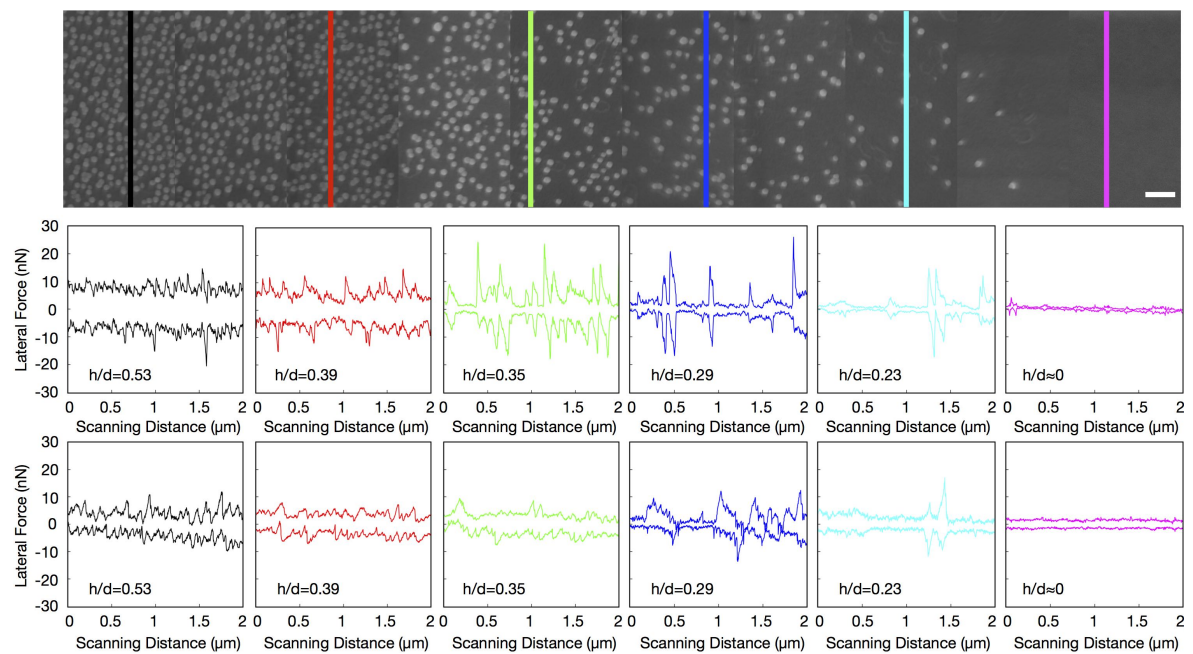 Lateral Force (nN)
30
20
10
0
-10
-20
-30
h/d=0.53
h/d=0.39
h/d=0.35
h/d=0.29
h/d=0.23
h/d≈0
0 0.5 1 1.5 2 0 0.5 1 1.5 2 0 0.5 1 1.5 2 0 0.5 1 1.5 2 0 0.5 1 1.5 2 0 0.5 1 1.5 2
Scanning Distance (µm) Scanning Distance (µm) Scanning Distance (µm) Scanning Distance (µm) Scanning Distance (µm) Scanning Distance (µm)
Lateral Force (nN)
30
20
10
0
-10
-20
-30
h/d=0.53
h/d=0.39
h/d=0.35
h/d=0.29
h/d=0.23
h/d≈0
0 0.5 1 1.5 2 0 0.5 1 1.5 2 0 0.5 1 1.5 2 0 0.5 1 1.5 2 0 0.5 1 1.5 2 0 0.5 1 1.5 2
Scanning Distance (µm) Scanning Distance (µm) Scanning Distance (µm) Scanning Distance (µm) Scanning Distance (µm) Scanning Distance (µm)